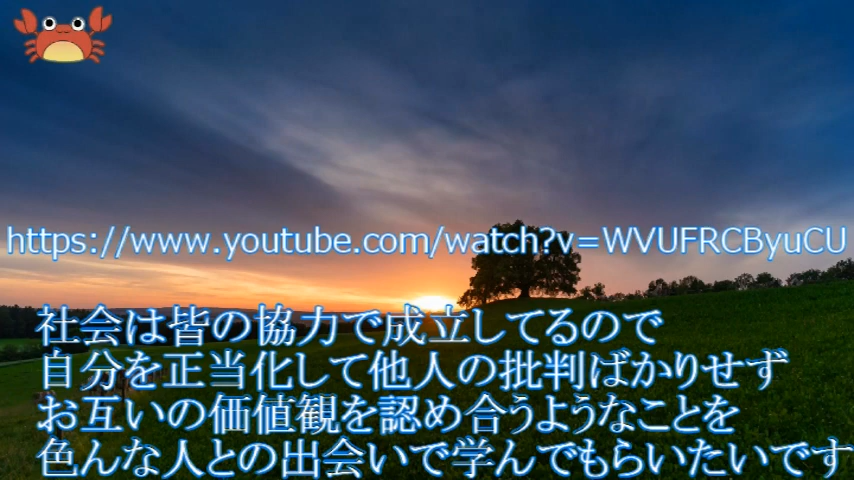 https://www.youtube.com/watch?v=WVUFRCByuCU
社会は皆の協力で成立してるので
自分を正当化して他人の批判ばかりせず
お互いの価値観を認め合うようなことを
色んな人との出会いで学んでもらいたいです